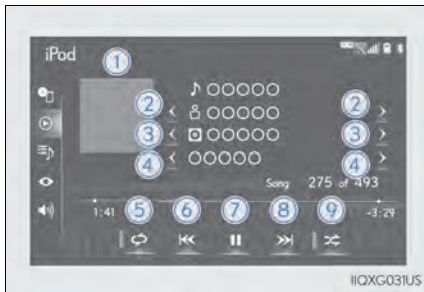 iPod
1
♪ ○○○○○
2 < ○○○○○ > 2
3 < ○○○○○ > 3
4 < ○○○○○ > 4
Song 275 of 493
1:41 5 6 7 8 9 -3:29
IIQXG031US